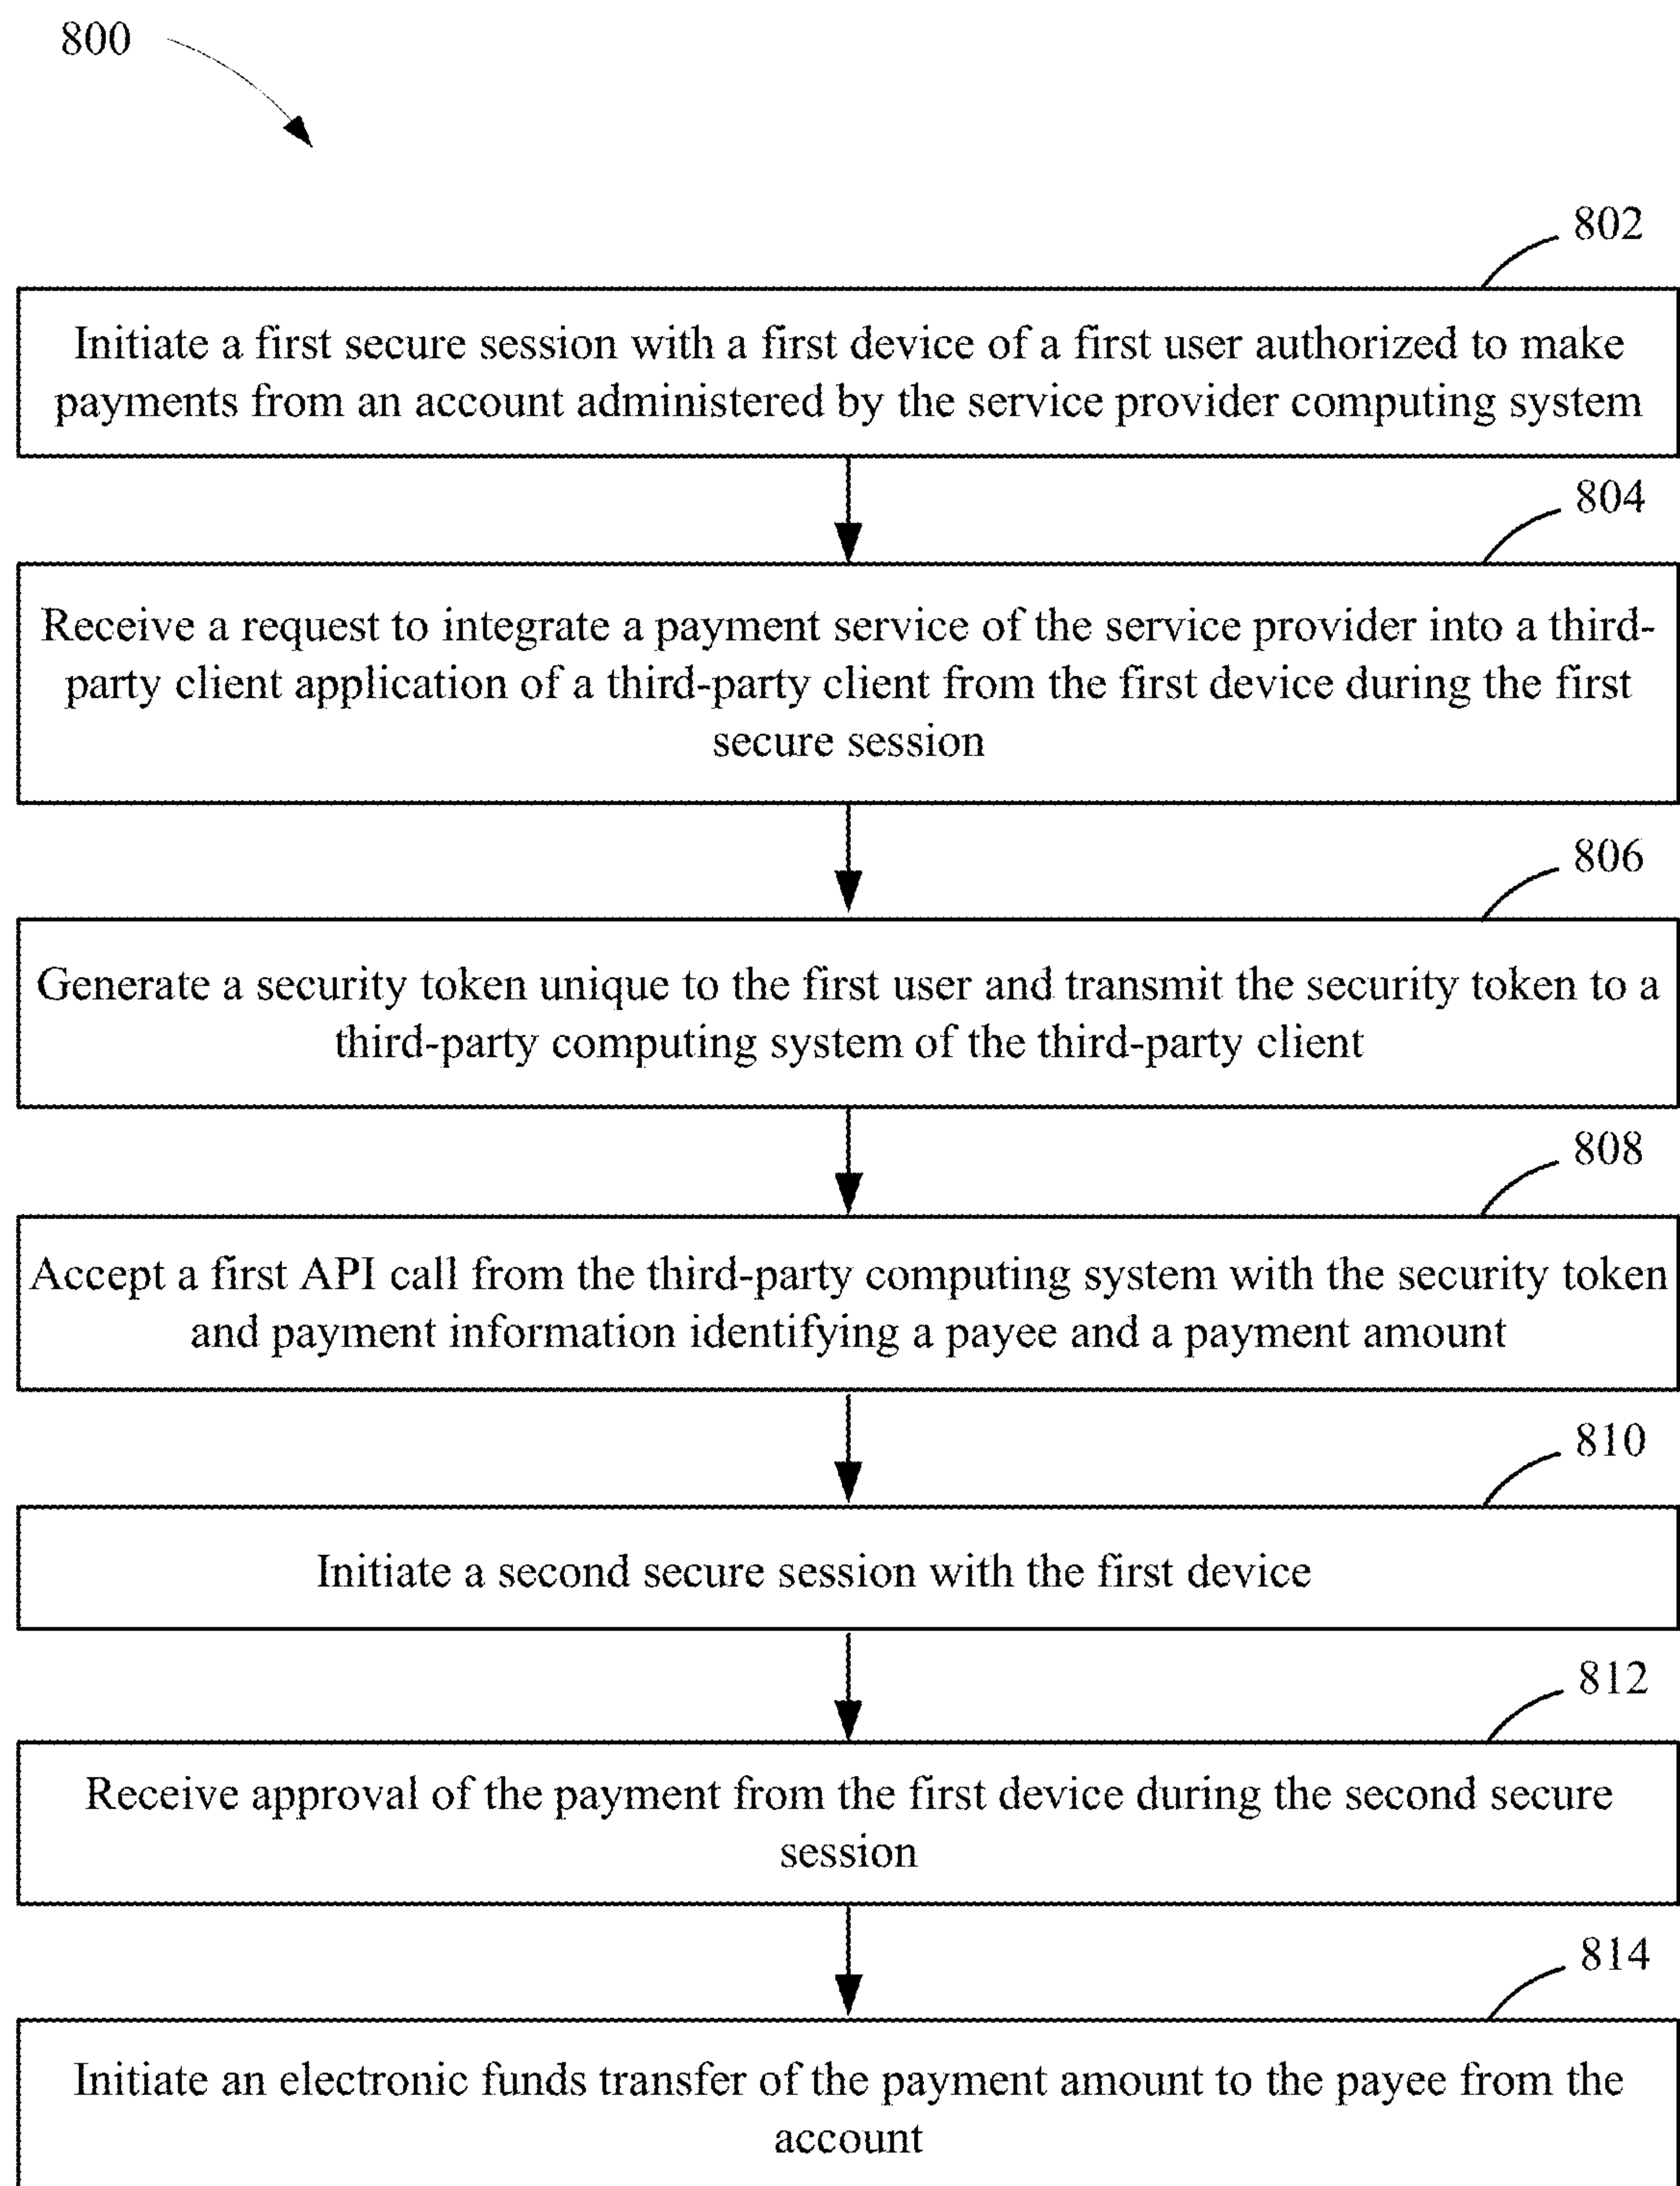 800
802
Initiate a first secure session with a first device of a first user authorized to make
payments from an account administered by the service provider computing system
804
Receive a request to integrate a payment service of the service provider into a third-
party client application of a third-party client from the first device during the first
secure session
806
Generate a security token unique to the first user and transmit the security token to a
third-party computing system of the third-party client
808
Accept a first API call from the third-party computing system with the security token
and payment information identifying a payee and a payment amount
810
Initiate a second secure session with the first device
812
Receive approval of the payment from the first device during the second secure
session
814
Initiate an electronic funds transfer of the payment amount to the payee from the
account